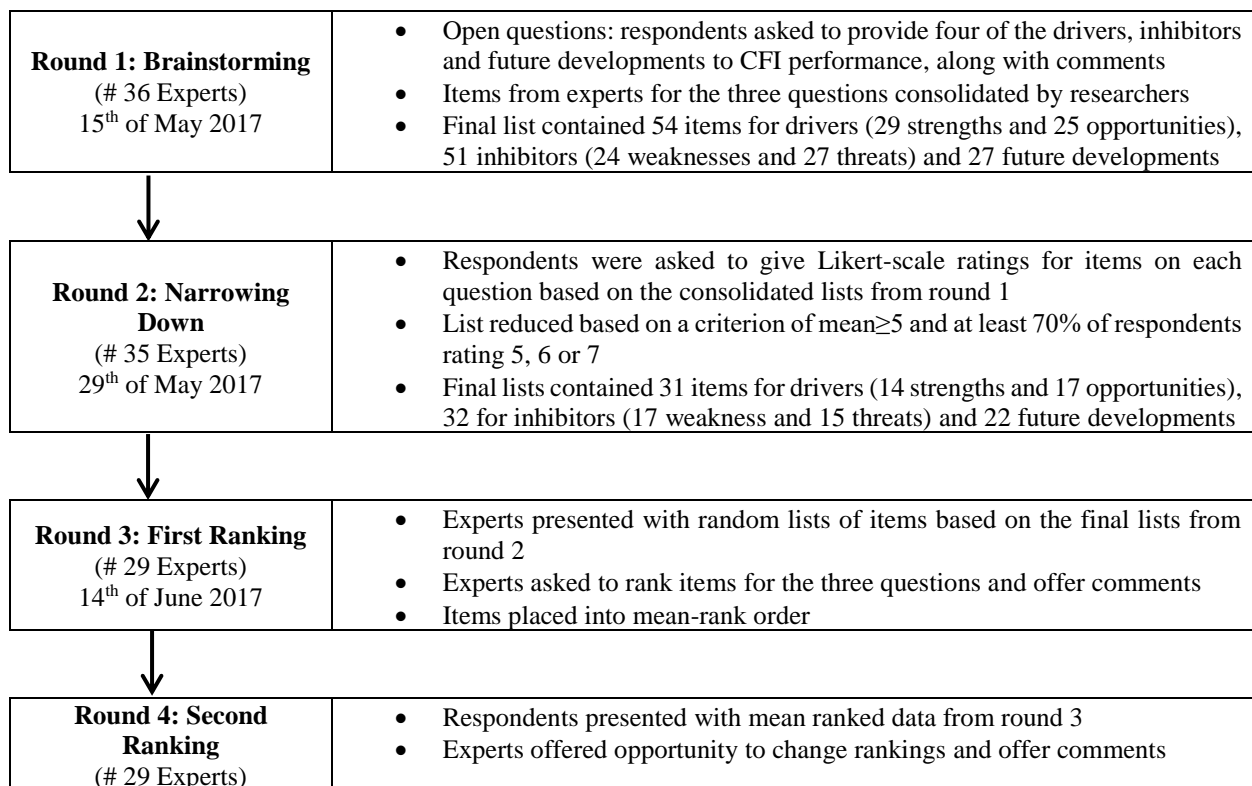 Round 1: Brainstorming
(# 36 Experts)
15th of May 2017
• Open questions: respondents asked to provide four of the drivers, inhibitors
and future developments to CFI performance, along with comments
• Items from experts for the three questions consolidated by researchers
• Final list contained 54 items for drivers (29 strengths and 25 opportunities),
51 inhibitors (24 weaknesses and 27 threats) and 27 future developments
Round 2: Narrowing
Down
(# 35 Experts)
29th of May 2017
• Respondents were asked to give Likert-scale ratings for items on each
question based on the consolidated lists from round 1
• List reduced based on a criterion of mean≥5 and at least 70% of respondents
rating 5, 6 or 7
• Final lists contained 31 items for drivers (14 strengths and 17 opportunities),
32 for inhibitors (17 weakness and 15 threats) and 22 future developments
Round 3: First Ranking
(# 29 Experts)
14th of June 2017
• Experts presented with random lists of items based on the final lists from
round 2
• Experts asked to rank items for the three questions and offer comments
• Items placed into mean-rank order
Round 4: Second
Ranking
(# 29 Experts)
• Respondents presented with mean ranked data from round 3
• Experts offered opportunity to change rankings and offer comments